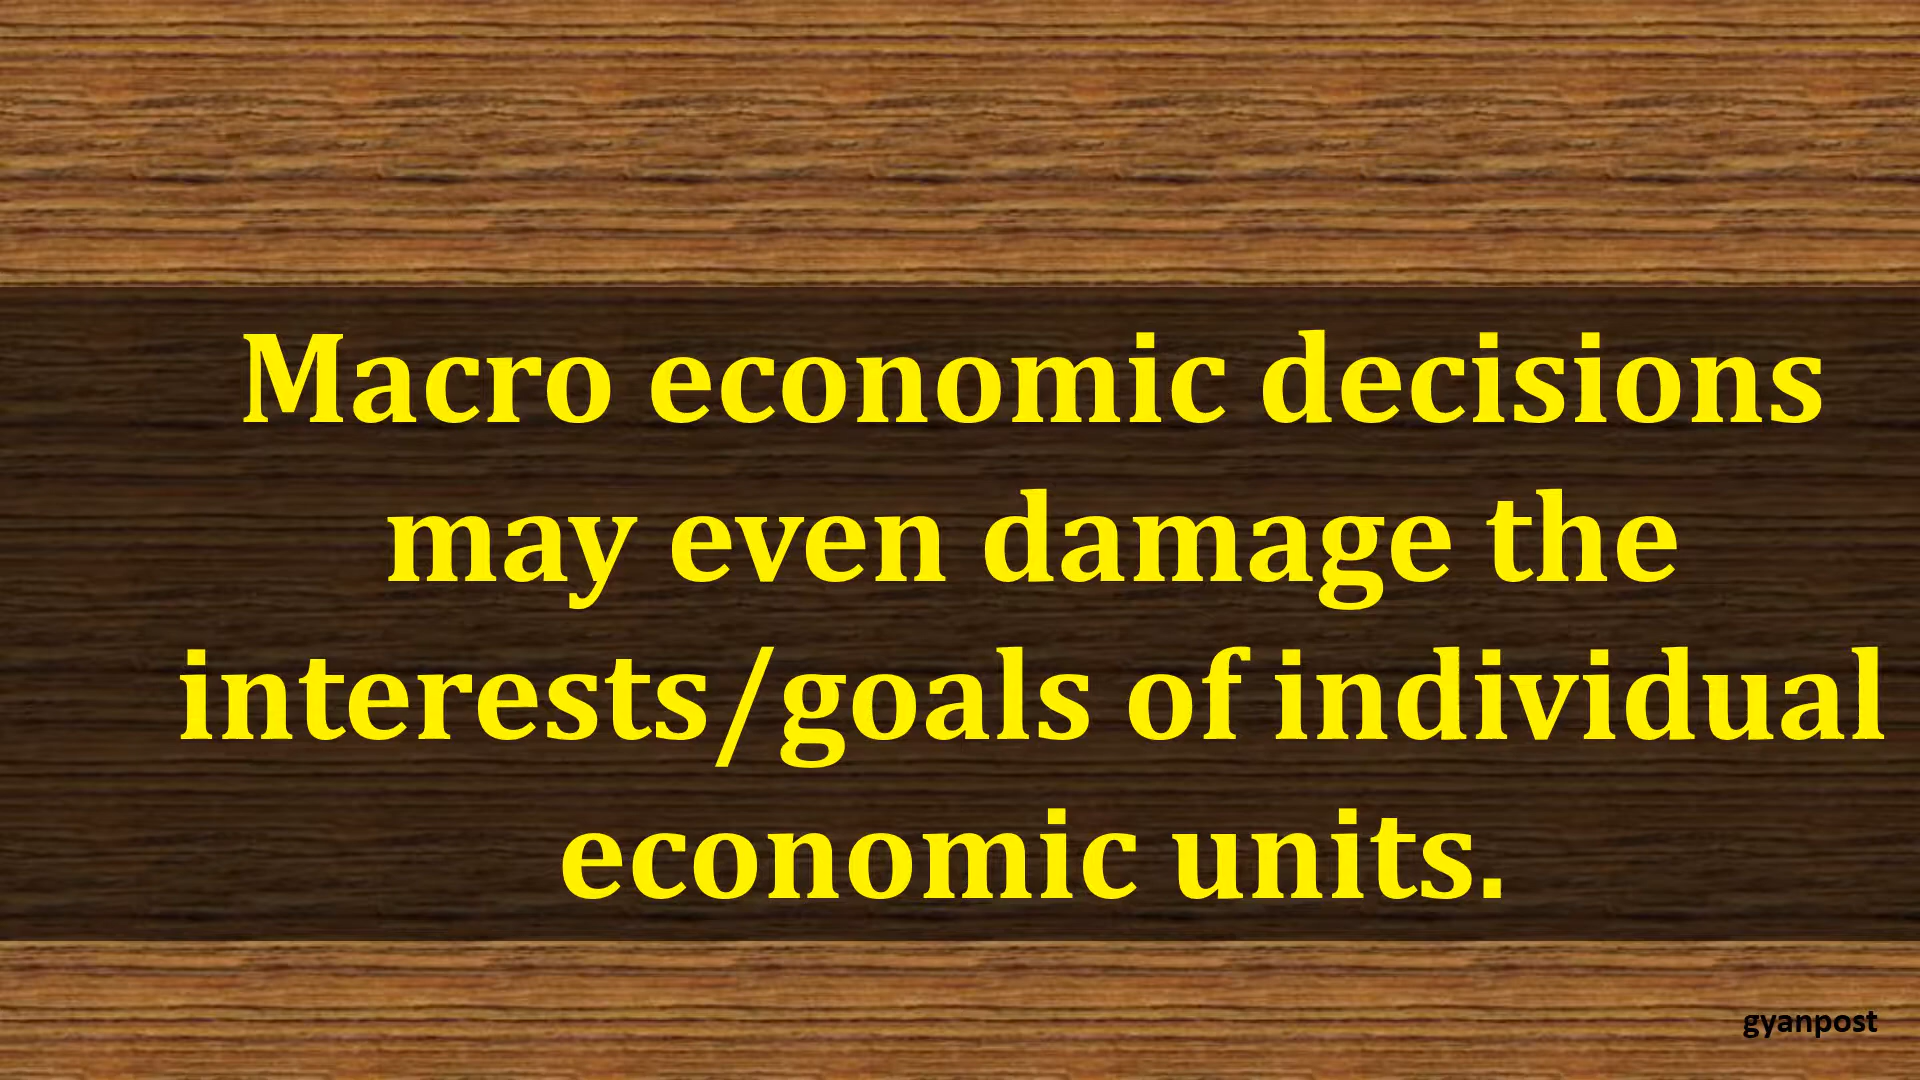 Macro economic decisions
may even damage the
interests/goals of individual
economic units.
gyanpost